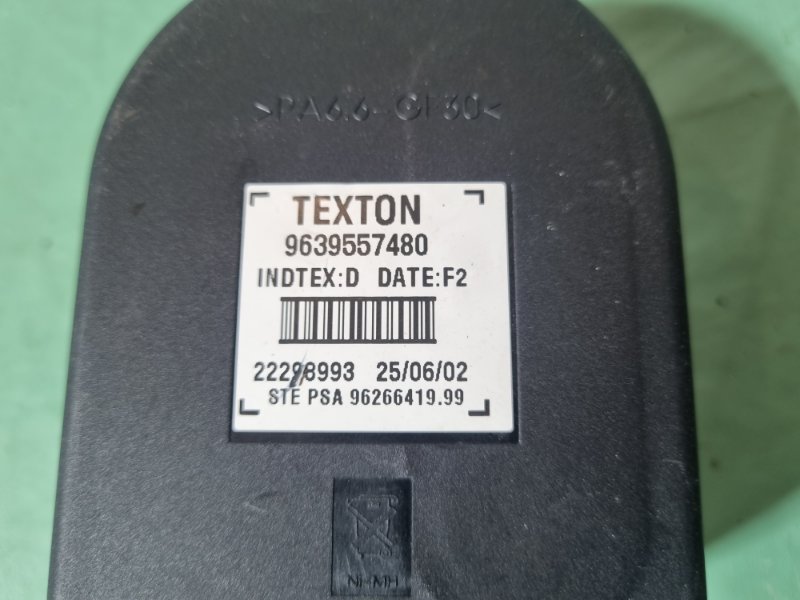 >PA6.6-GF30<
TEXTON
9639557480
INDTEX:D DATE:F2
22298993 25/06/02
STE PSA 96266419.99
NI-MH